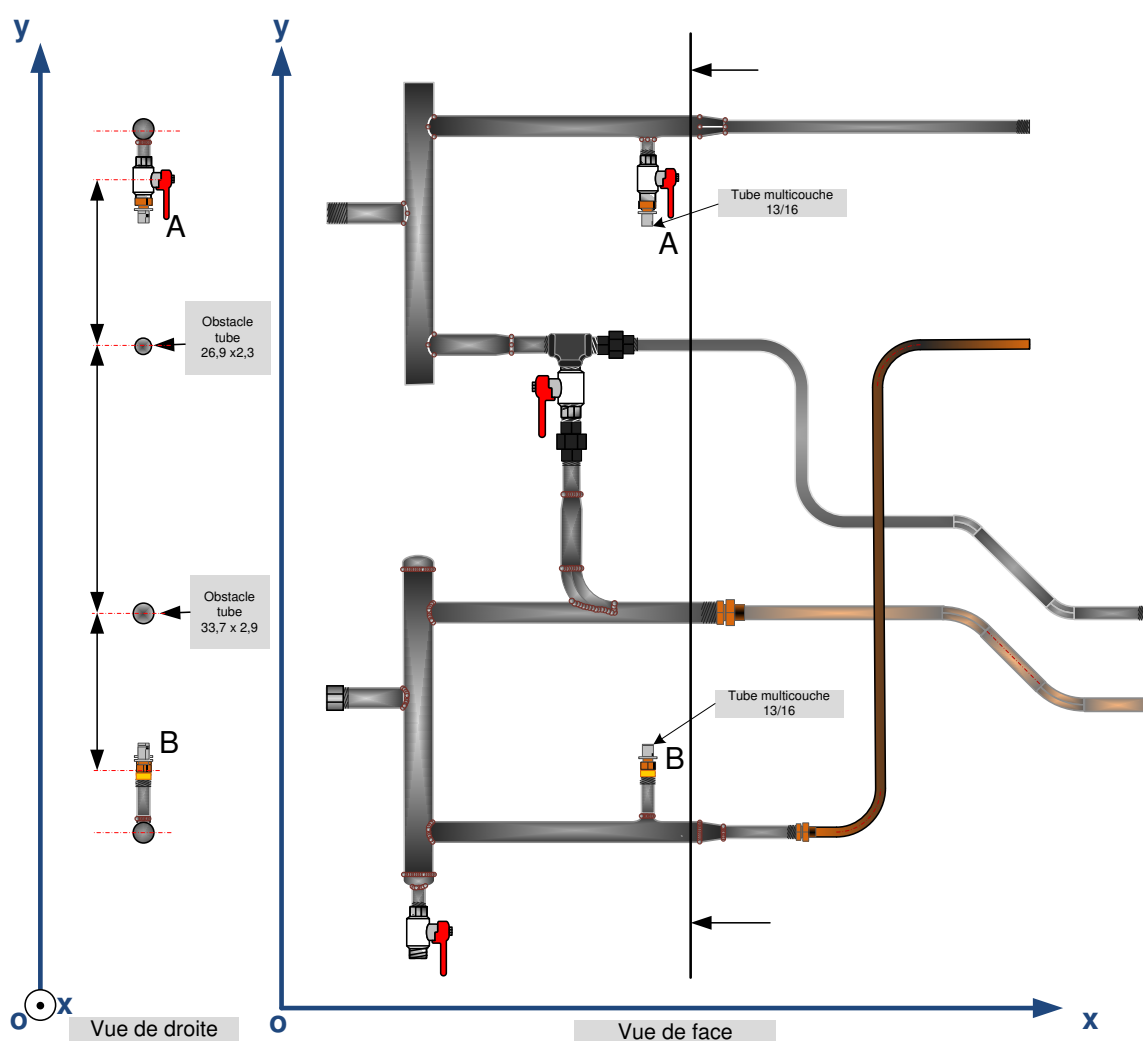 y
y
Tube multicouche
13/16
A
A
Obstacle
tube
26,9 x2,3
Obstacle
tube
33,7 x 2,9
Tube multicouche
13/16
B
B
o
x
Vue de droite
o
Vue de face
x